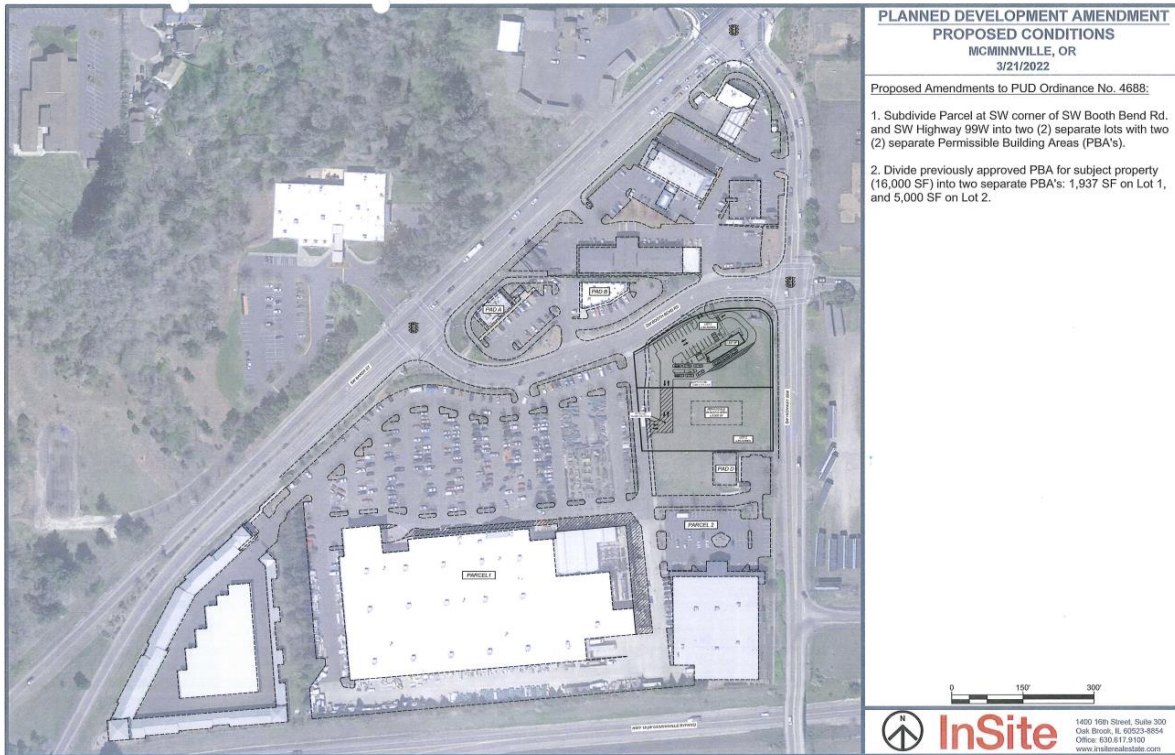 PLANNED DEVELOPMENT AMENDMENT
PROPOSED CONDITIONS
MCMINNVILLE, OR
3/21/2022
Proposed Amendments to PUD Ordinance No. 4688:
1. Subdivide Parcel at SW corner of SW Booth Bend Rd.
and SW Highway 99W into two (2) separate lots with two
(2) separate Permissible Building Areas (PBA's).
2. Divide previously approved PBA for subject property
(16,000 SF) into two separate PBA's: 1,937 SF on Lot 1,
and 5,000 SF on Lot 2.
PAD A
PAD B
SW BOOTH BEND RD
PAD D
PARCEL 2
PARCEL 1
0 150' 300'
N
InSite
1400 16th Street, Suite 300
Oak Brook, IL 60523-8854
Office: 630.617.9100
www.insiterealestate.com